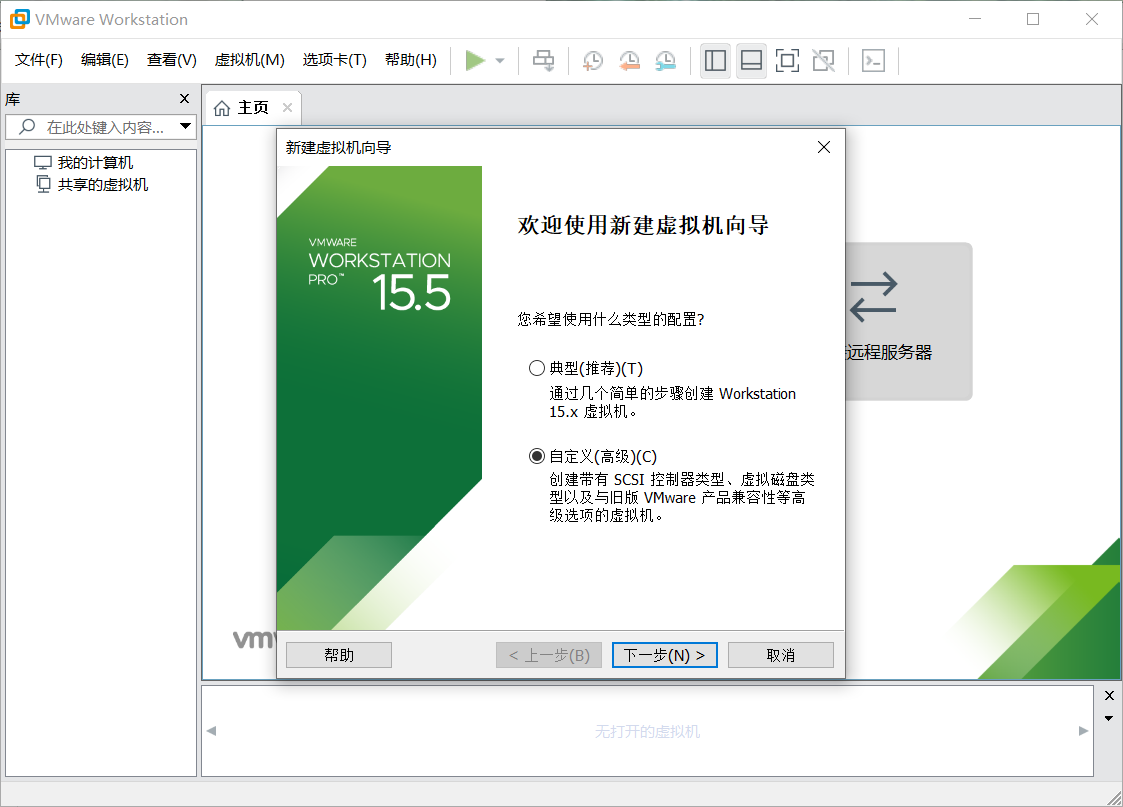 VMware Workstation
文件(F) 编辑(E) 查看(V) 虚拟机(M) 选项卡(T) 帮助(H)
库
在此处键入内容...
我的计算机
共享的虚拟机
主页
新建虚拟机向导
VMWARE
WORKSTATION
PRO™
15.5
欢迎使用新建虚拟机向导
您希望使用什么类型的配置?
典型(推荐)(T)
通过几个简单的步骤创建 Workstation
15.x 虚拟机。
自定义(高级)(C)
创建带有 SCSI 控制器类型、虚拟磁盘类
型以及与旧版 VMware 产品兼容性等高
级选项的虚拟机。
远程服务器
vm
帮助
< 上一步(B)
下一步(N) >
取消
无打开的虚拟机